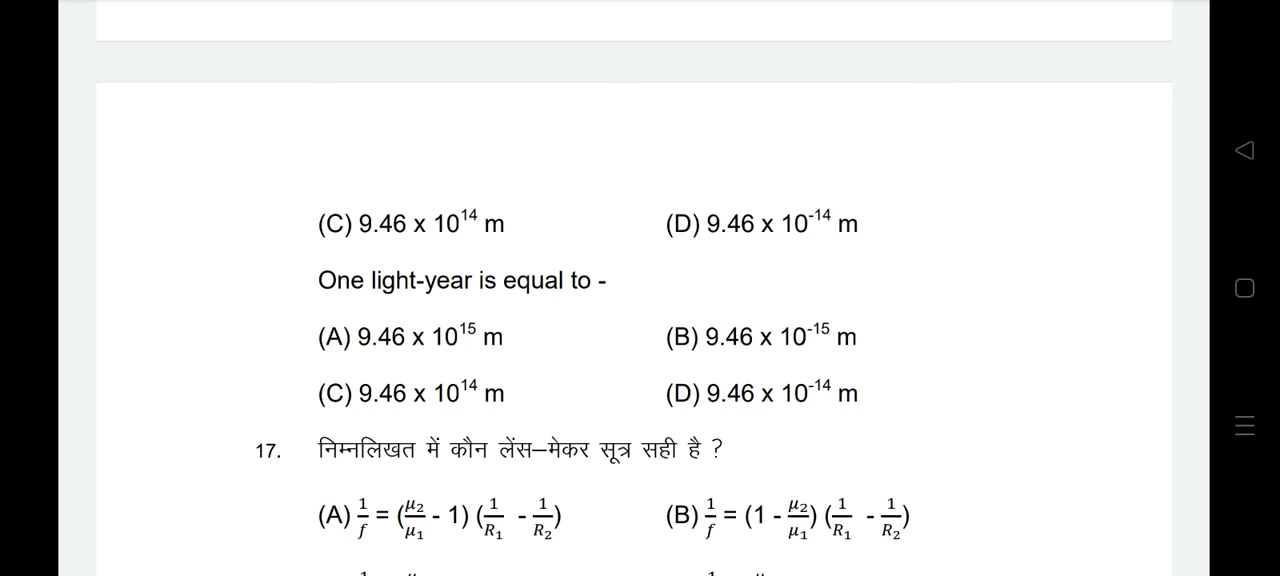 (C) 9.46 x 10¹⁴ m (D) 9.46 x 10⁻¹⁴ m
One light-year is equal to -
(A) 9.46 x 10¹⁵ m (B) 9.46 x 10⁻¹⁵ m
(C) 9.46 x 10¹⁴ m (D) 9.46 x 10⁻¹⁴ m
17. निम्नलिखत में कौन लेंस–मेकर सूत्र सही है ?
(A) 1/f = (μ₂/μ₁ - 1) (1/R₁ - 1/R₂) (B) 1/f = (1 - μ₂/μ₁) (1/R₁ - 1/R₂)